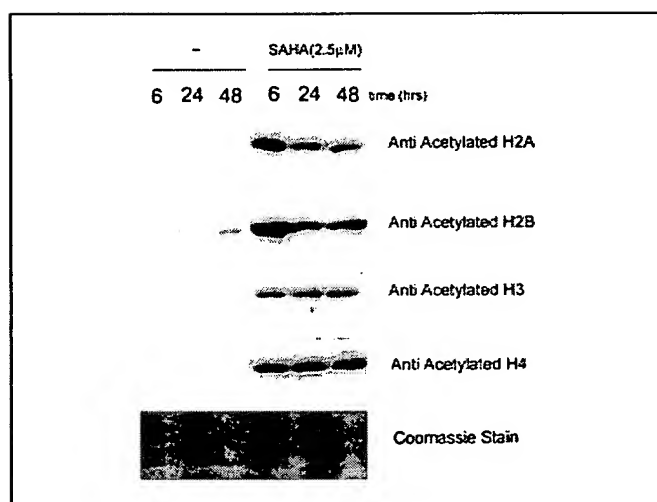 - SAHA(2.5µM)
6 24 48 6 24 48 time (hrs)
Anti Acetylated H2A
Anti Acetylated H2B
Anti Acetylated H3
Anti Acetylated H4
Coomassie Stain